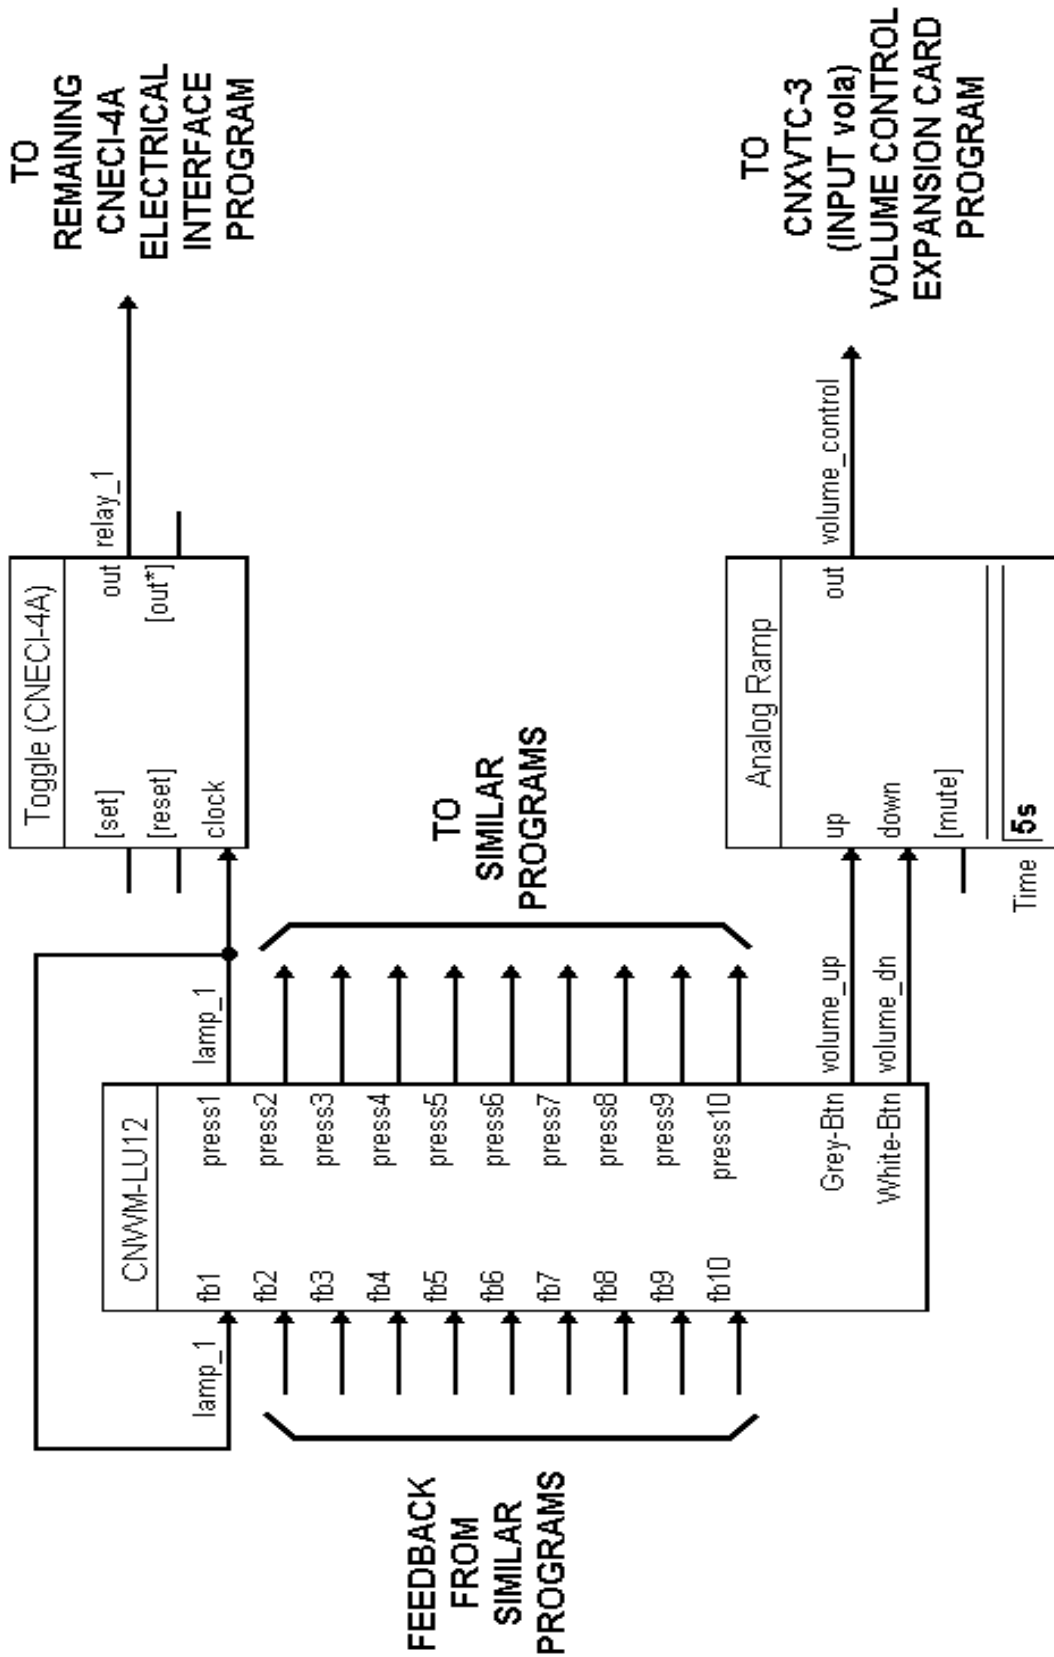 FEEDBACK
FROM
SIMILAR
PROGRAMS
lamp_1
CNWM-LU12
fb1
fb2
fb3
fb4
fb5
fb6
fb7
fb8
fb9
fb10
press1
press2
press3
press4
press5
press6
press7
press8
press9
press10
Grey-Btn
White-Btn
lamp_1
volume_up
volume_dn
TO
SIMILAR
PROGRAMS
Toggle (CNECI-4A)
[set]
[reset]
clock
out
[out*]
relay_1
TO
REMAINING
CNECI-4A
ELECTRICAL
INTERFACE
PROGRAM
Analog Ramp
up
down
[mute]
out
Time 5s
volume_control
TO
CNXVTC-3
(INPUT vola)
VOLUME CONTROL
EXPANSION CARD
PROGRAM